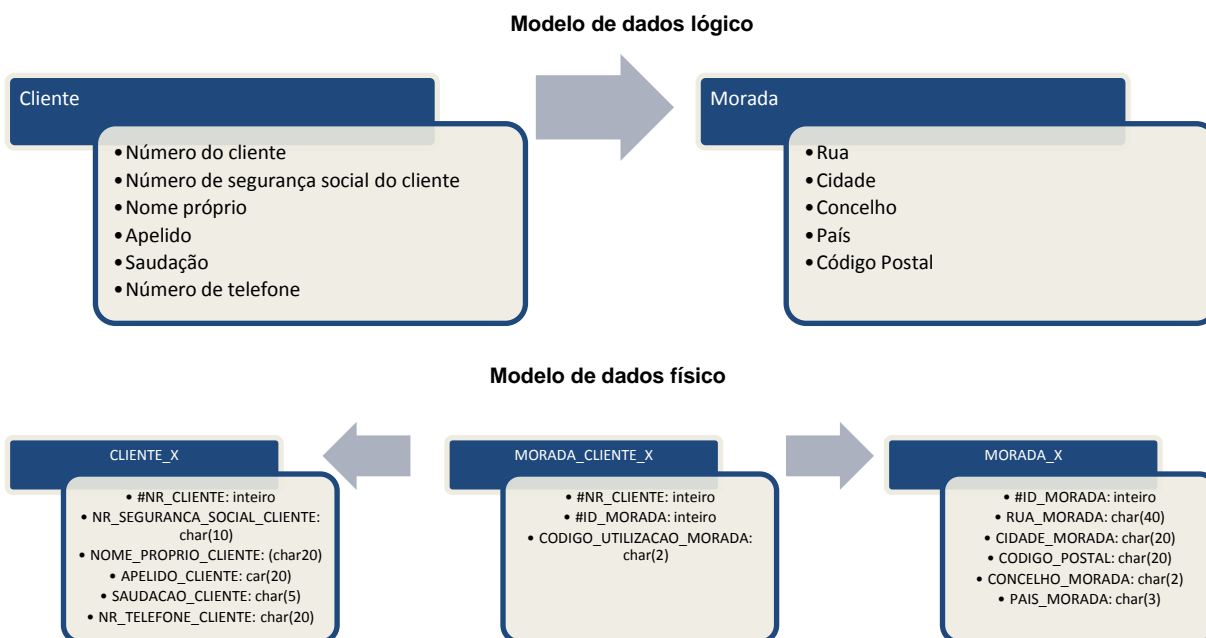 Modelo de dados lógico
Cliente
•Número do cliente
•Número de segurança social do cliente
•Nome próprio
•Apelido
•Saudação
•Número de telefone
Morada
•Rua
•Cidade
•Concelho
•País
•Código Postal
Modelo de dados físico
CLIENTE_X
• #NR_CLIENTE: inteiro
• NR_SEGURANCA_SOCIAL_CLIENTE:
char(10)
• NOME_PROPRIO_CLIENTE: (char20)
• APELIDO_CLIENTE: car(20)
• SAUDACAO_CLIENTE: char(5)
• NR_TELEFONE_CLIENTE: char(20)
MORADA_CLIENTE_X
• #NR_CLIENTE: inteiro
• #ID_MORADA: inteiro
• CODIGO_UTILIZACAO_MORADA:
char(2)
MORADA_X
• #ID_MORADA: inteiro
• RUA_MORADA: char(40)
• CIDADE_MORADA: char(20)
• CODIGO_POSTAL: char(20)
• CONCELHO_MORADA: char(2)
• PAIS_MORADA: char(3)